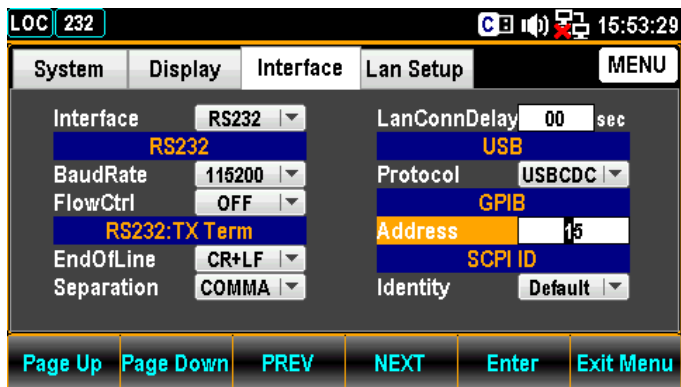 LOC 232 C 15:53:29
System Display Interface Lan Setup MENU
Interface RS232
RS232
BaudRate 115200
FlowCtrl OFF
RS232:TX Term
EndOfLine CR+LF
Separation COMMA
LanConnDelay 00 sec
USB
Protocol USBCDC
GPIB
Address 15
SCPI ID
Identity Default
Page Up Page Down PREV NEXT Enter Exit Menu